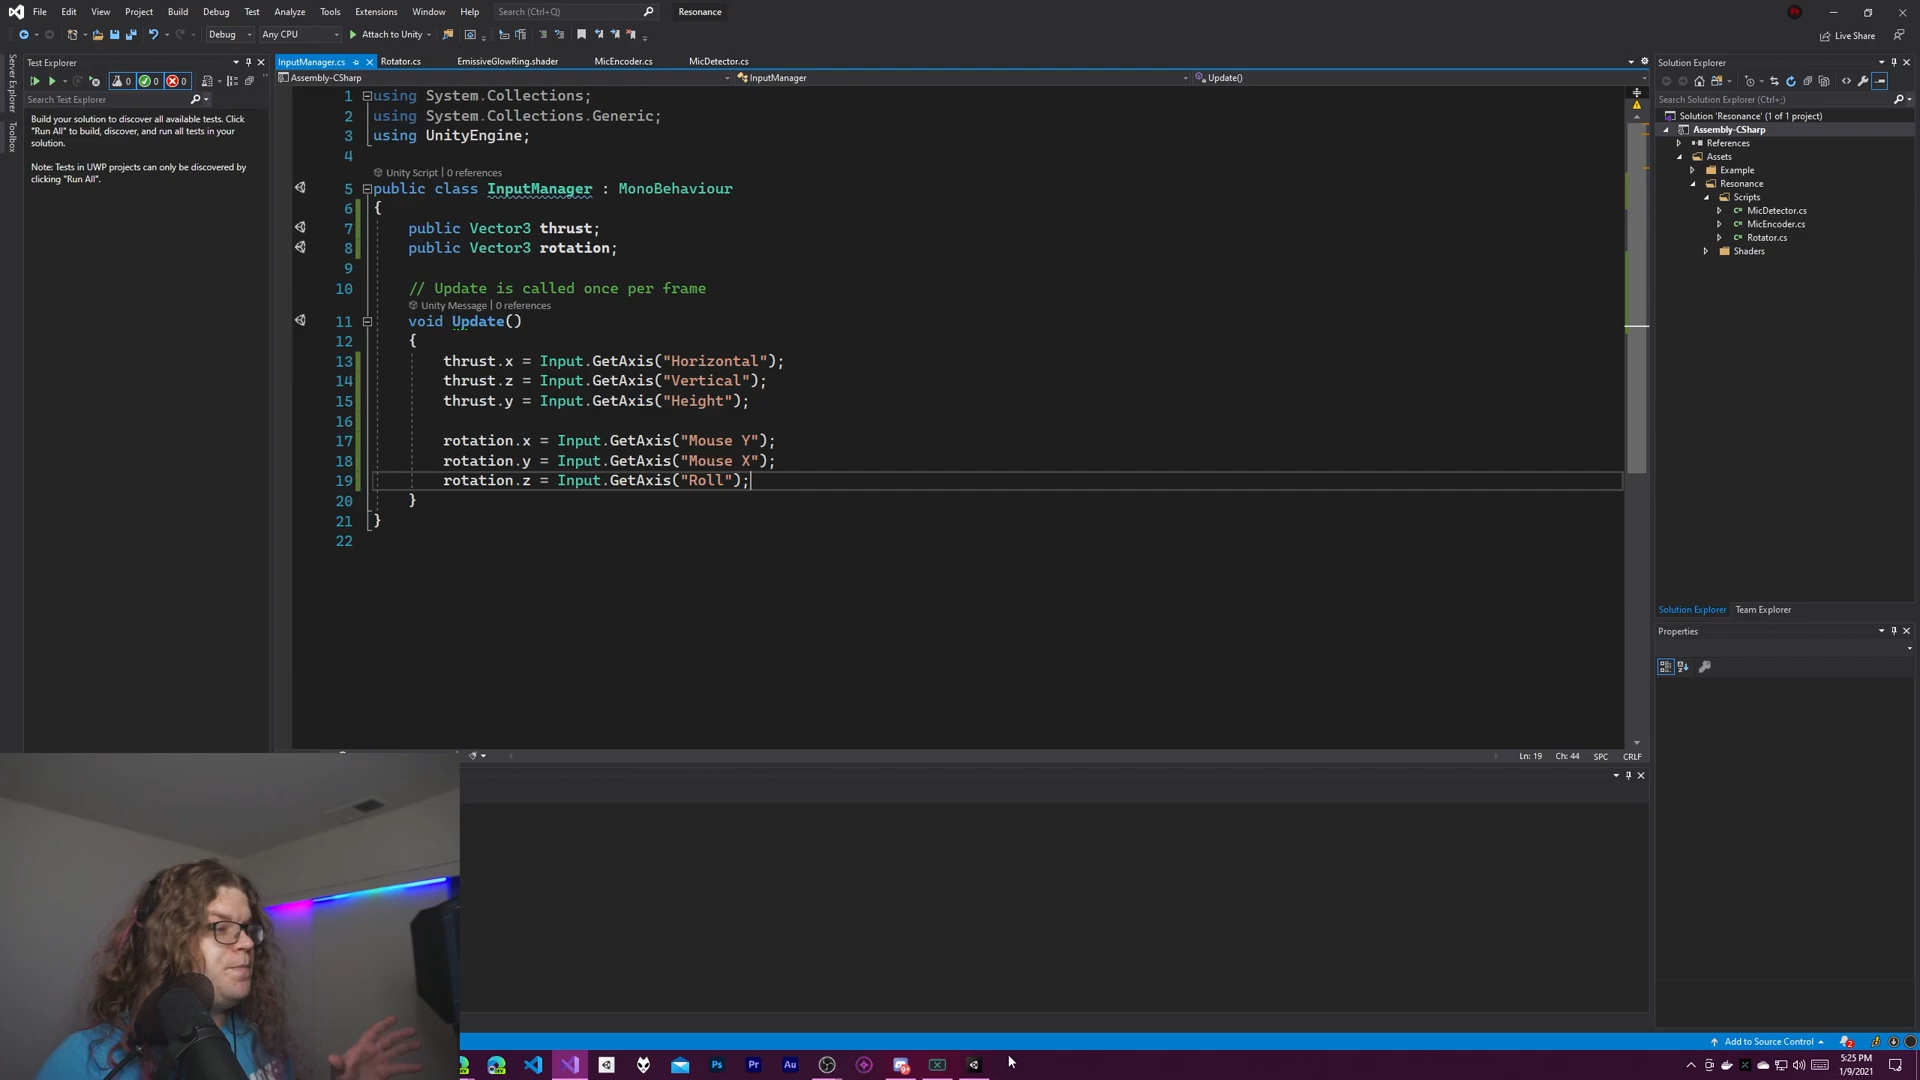 File Edit View Project Build Debug Test Analyze Tools Extensions Window Help Search (Ctrl+Q) Resonance
Debug Any CPU Attach to Unity Live Share
Server Explorer
Toolbox
Test Explorer
0 0 0
Search Test Explorer
Build your solution to discover all available tests. Click
"Run All" to build, discover, and run all tests in your
solution.
Note: Tests in UWP projects can only be discovered by
clicking "Run All".
InputManager.cs Rotator.cs EmissiveGlowRing.shader MicEncoder.cs MicDetector.cs
Assembly-CSharp InputManager Update()
1 using System.Collections;
2 using System.Collections.Generic;
3 using UnityEngine;
4
Unity Script | 0 references
5 public class InputManager : MonoBehaviour
6 {
7 public Vector3 thrust;
8 public Vector3 rotation;
9
10 // Update is called once per frame
Unity Message | 0 references
11 void Update()
12 {
13 thrust.x = Input.GetAxis("Horizontal");
14 thrust.z = Input.GetAxis("Vertical");
15 thrust.y = Input.GetAxis("Height");
16
17 rotation.x = Input.GetAxis("Mouse Y");
18 rotation.y = Input.GetAxis("Mouse X");
19 rotation.z = Input.GetAxis("Roll");
20 }
21 }
22
Ln: 19 Ch: 44 SPC CRLF
Solution Explorer
Search Solution Explorer (Ctrl+;)
Solution 'Resonance' (1 of 1 project)
Assembly-CSharp
References
Assets
Example
Resonance
Scripts
MicDetector.cs
MicEncoder.cs
Rotator.cs
Shaders
Solution Explorer Team Explorer
Properties
Add to Source Control 2
Ps Pr Au
5:25 PM
1/9/2021